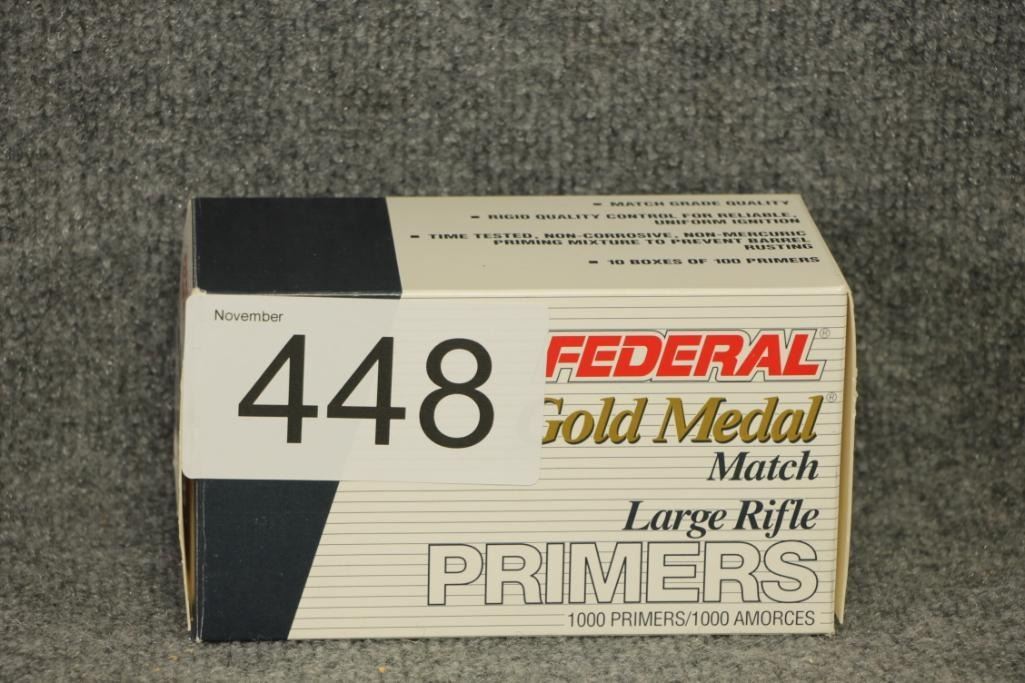 ▪ MATCH GRADE QUALITY
▪ RIGID QUALITY CONTROL FOR RELIABLE,
UNIFORM IGNITION
▪ TIME TESTED, NON-CORROSIVE, NON-MERCURIC
PRIMING MIXTURE TO PREVENT BARREL
RUSTING
▪ 10 BOXES OF 100 PRIMERS
November
448
FEDERAL®
Gold Medal®
Match
Large Rifle
PRIMERS
1000 PRIMERS/1000 AMORCES